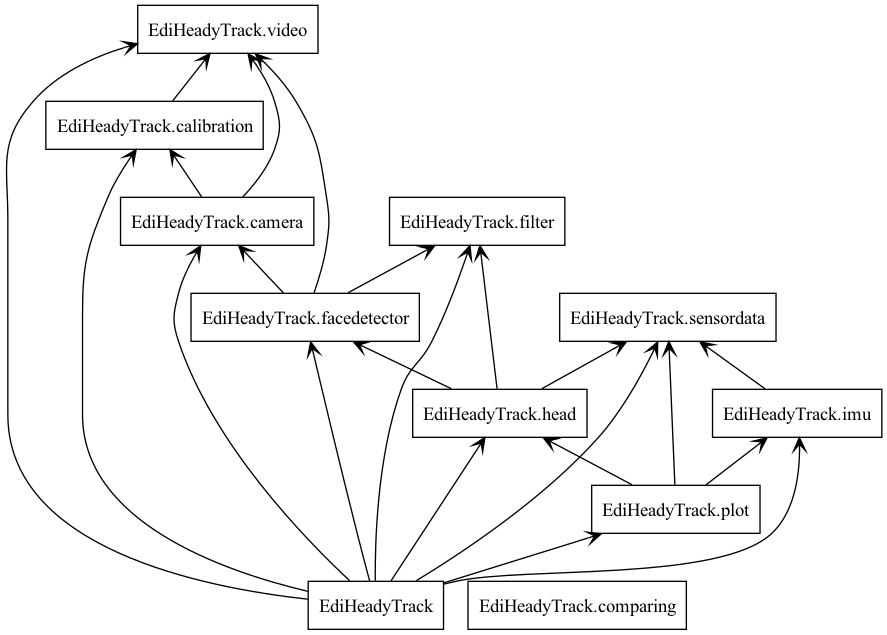 EdiHeadyTrack.video
EdiHeadyTrack.calibration
EdiHeadyTrack.camera
EdiHeadyTrack.filter
EdiHeadyTrack.facedetector
EdiHeadyTrack.sensordata
EdiHeadyTrack.head
EdiHeadyTrack.imu
EdiHeadyTrack.plot
EdiHeadyTrack
EdiHeadyTrack.comparing